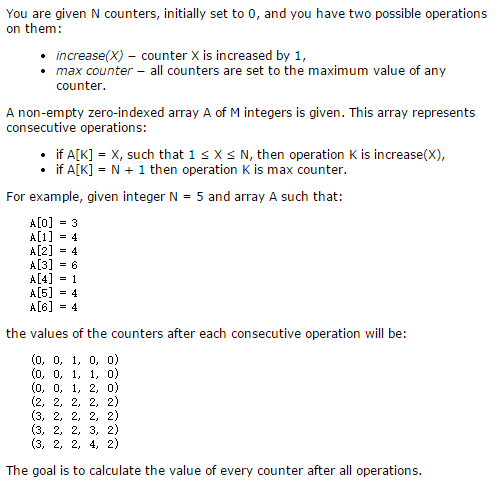 You are given N counters, initially set to 0, and you have two possible operations
on them:
• increase(X) – counter X is increased by 1,
• max counter – all counters are set to the maximum value of any
counter.
A non-empty zero-indexed array A of M integers is given. This array represents
consecutive operations:
• if A[K] = X, such that 1 ≤ X ≤ N, then operation K is increase(X),
• if A[K] = N + 1 then operation K is max counter.
For example, given integer N = 5 and array A such that:
A[0] = 3
A[1] = 4
A[2] = 4
A[3] = 6
A[4] = 1
A[5] = 4
A[6] = 4
the values of the counters after each consecutive operation will be:
(0, 0, 1, 0, 0)
(0, 0, 1, 1, 0)
(0, 0, 1, 2, 0)
(2, 2, 2, 2, 2)
(3, 2, 2, 2, 2)
(3, 2, 2, 3, 2)
(3, 2, 2, 4, 2)
The goal is to calculate the value of every counter after all operations.